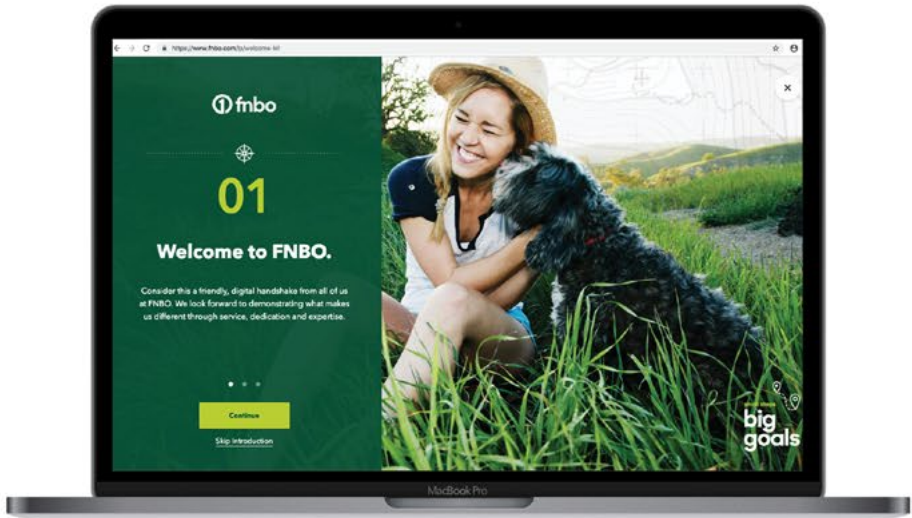 https://www.fnbo.com/lp/welcome-kit
fnbo
01
Welcome to FNBO.
Consider this a friendly, digital handshake from all of us
at FNBO. We look forward to demonstrating what makes
us different through service, dedication and expertise.
Continue
Skip Introduction
big
goals
MacBook Pro